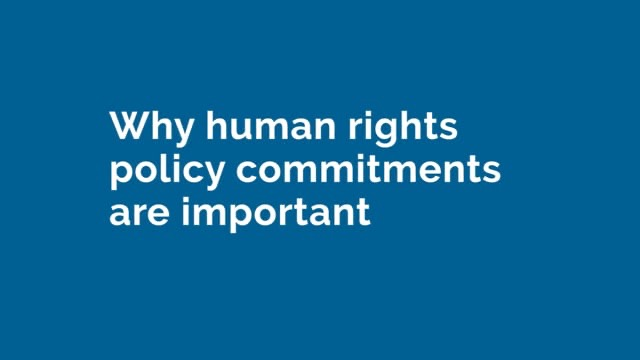 Why human rights
policy commitments
are important